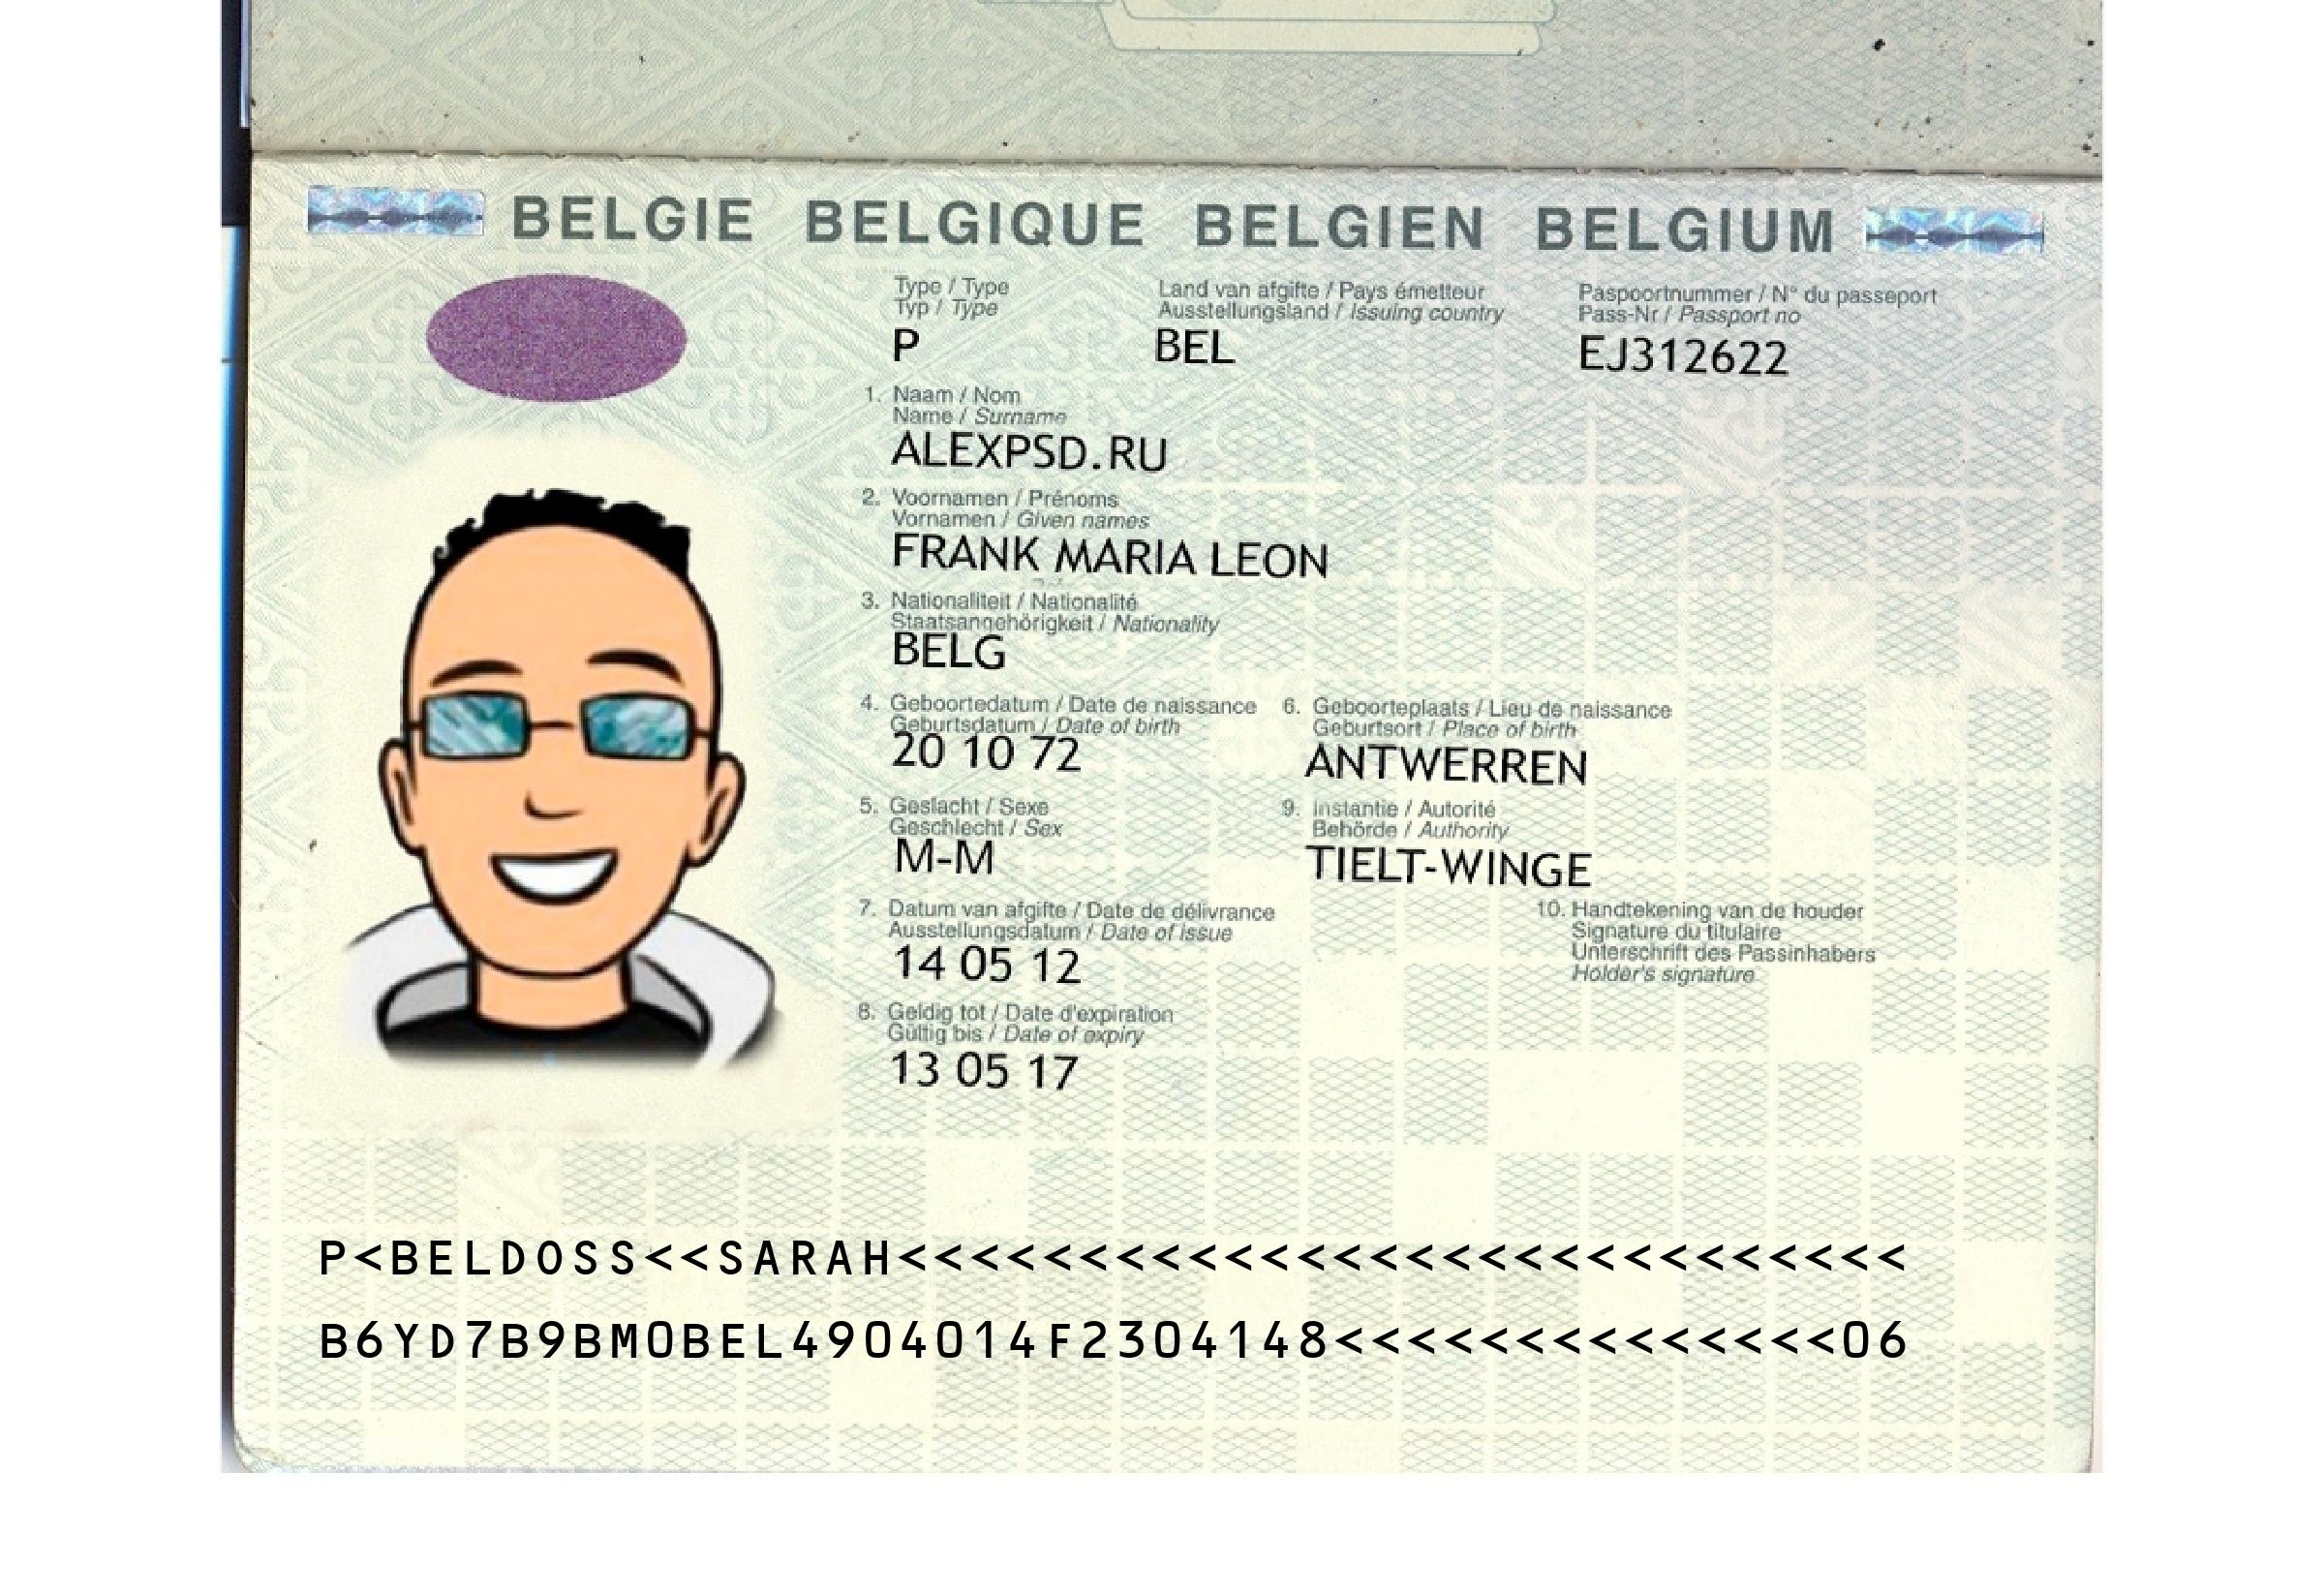 BELGIE BELGIQUE BELGIEN BELGIUM
Type / Type
Typ / Type
P
Land van afgifte / Pays émetteur
Ausstellungsland / Issuing country
BEL
Paspoortnummer / N° du passeport
Pass-Nr / Passport no
EJ312622
1. Naam / Nom
Name / Surname
ALEXPSD.RU
2. Voornamen / Prénoms
Vornamen / Given names
FRANK MARIA LEON
3. Nationaliteit / Nationalité
Staatsangehörigkeit / Nationality
BELG
4. Geboortedatum / Date de naissance
Geburtsdatum / Date of birth
20 10 72
6. Geboorteplaats / Lieu de naissance
Geburtsort / Place of birth
ANTWERREN
5. Geslacht / Sexe
Geschlecht / Sex
M-M
9. Instantie / Autorité
Behörde / Authority
TIELT-WINGE
7. Datum van afgifte / Date de délivrance
Ausstellungsdatum / Date of issue
14 05 12
10. Handtekening van de houder
Signature du titulaire
Unterschrift des Passinhabers
Holder's signature
8. Geldig tot / Date d'expiration
Gültig bis / Date of expiry
13 05 17
P<BELDOSS<<SARAH<<<<<<<<<<<<<<<<<<<<<<<<<<<<
B6YD7B9BM0BEL4904014F2304148<<<<<<<<<<<<<<06